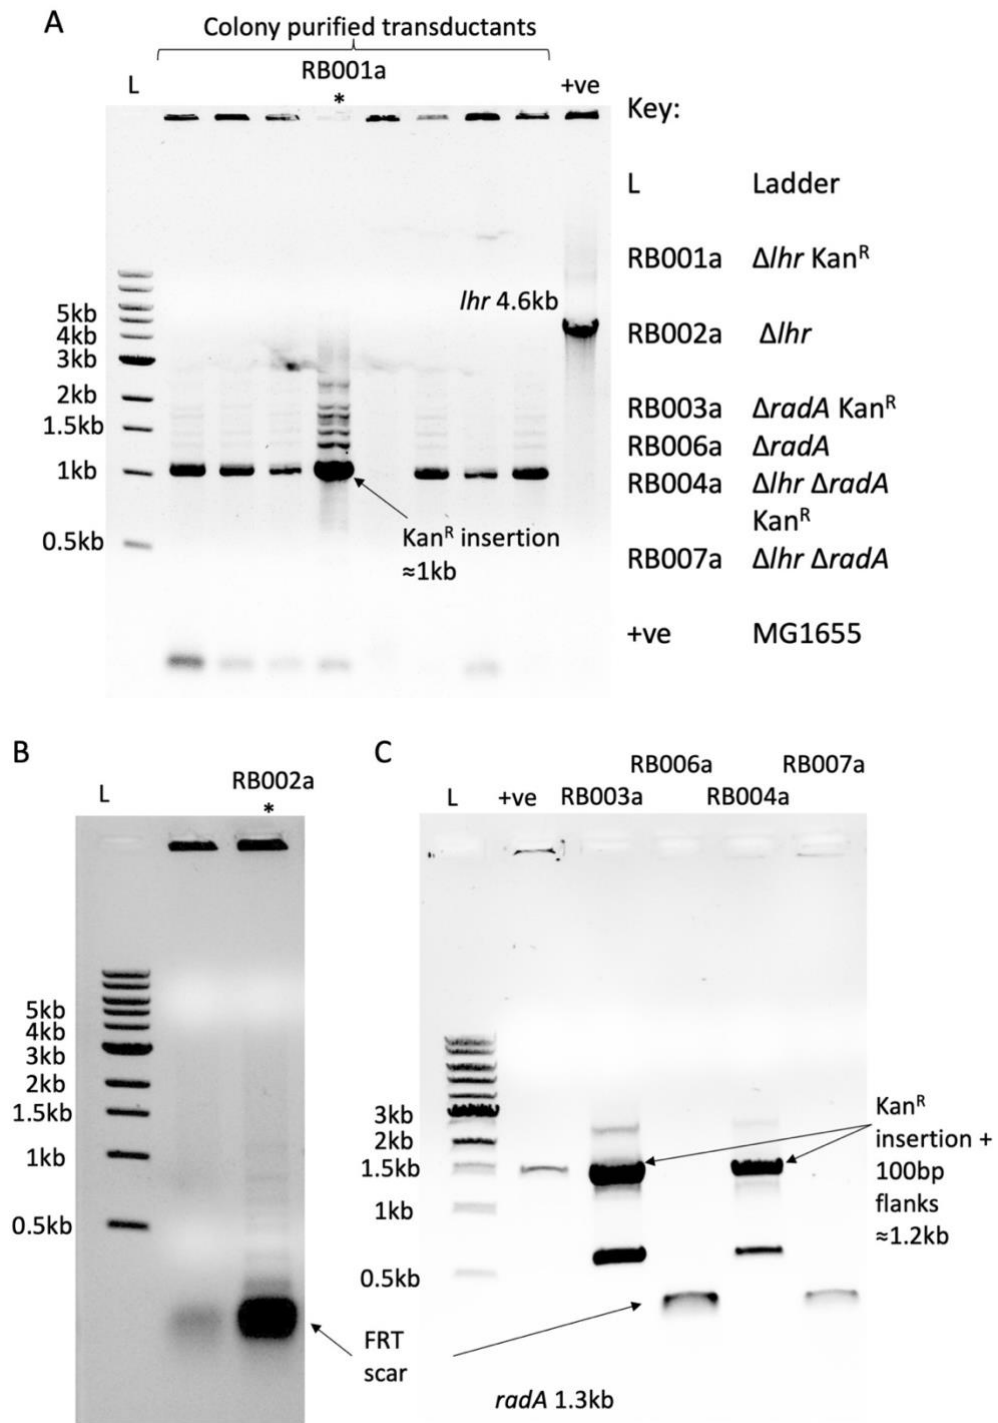 A
Colony purified transductants
L
RB001a
*
+ve
Key:
L Ladder
RB001a Δlhr Kanᴿ
lhr 4.6kb
RB002a Δlhr
5kb
4kb
3kb
2kb
1.5kb
1kb
0.5kb
RB003a ΔradA Kanᴿ
RB006a ΔradA
RB004a Δlhr ΔradA
Kanᴿ
RB007a Δlhr ΔradA
+ve MG1655
Kanᴿ insertion
≈1kb
B
L
RB002a
*
5kb
4kb
3kb
2kb
1.5kb
1kb
0.5kb
FRT
scar
C
L +ve RB003a RB006a RB004a RB007a
3kb
2kb
1.5kb
1kb
0.5kb
Kanᴿ
insertion +
100bp
flanks
≈1.2kb
radA 1.3kb